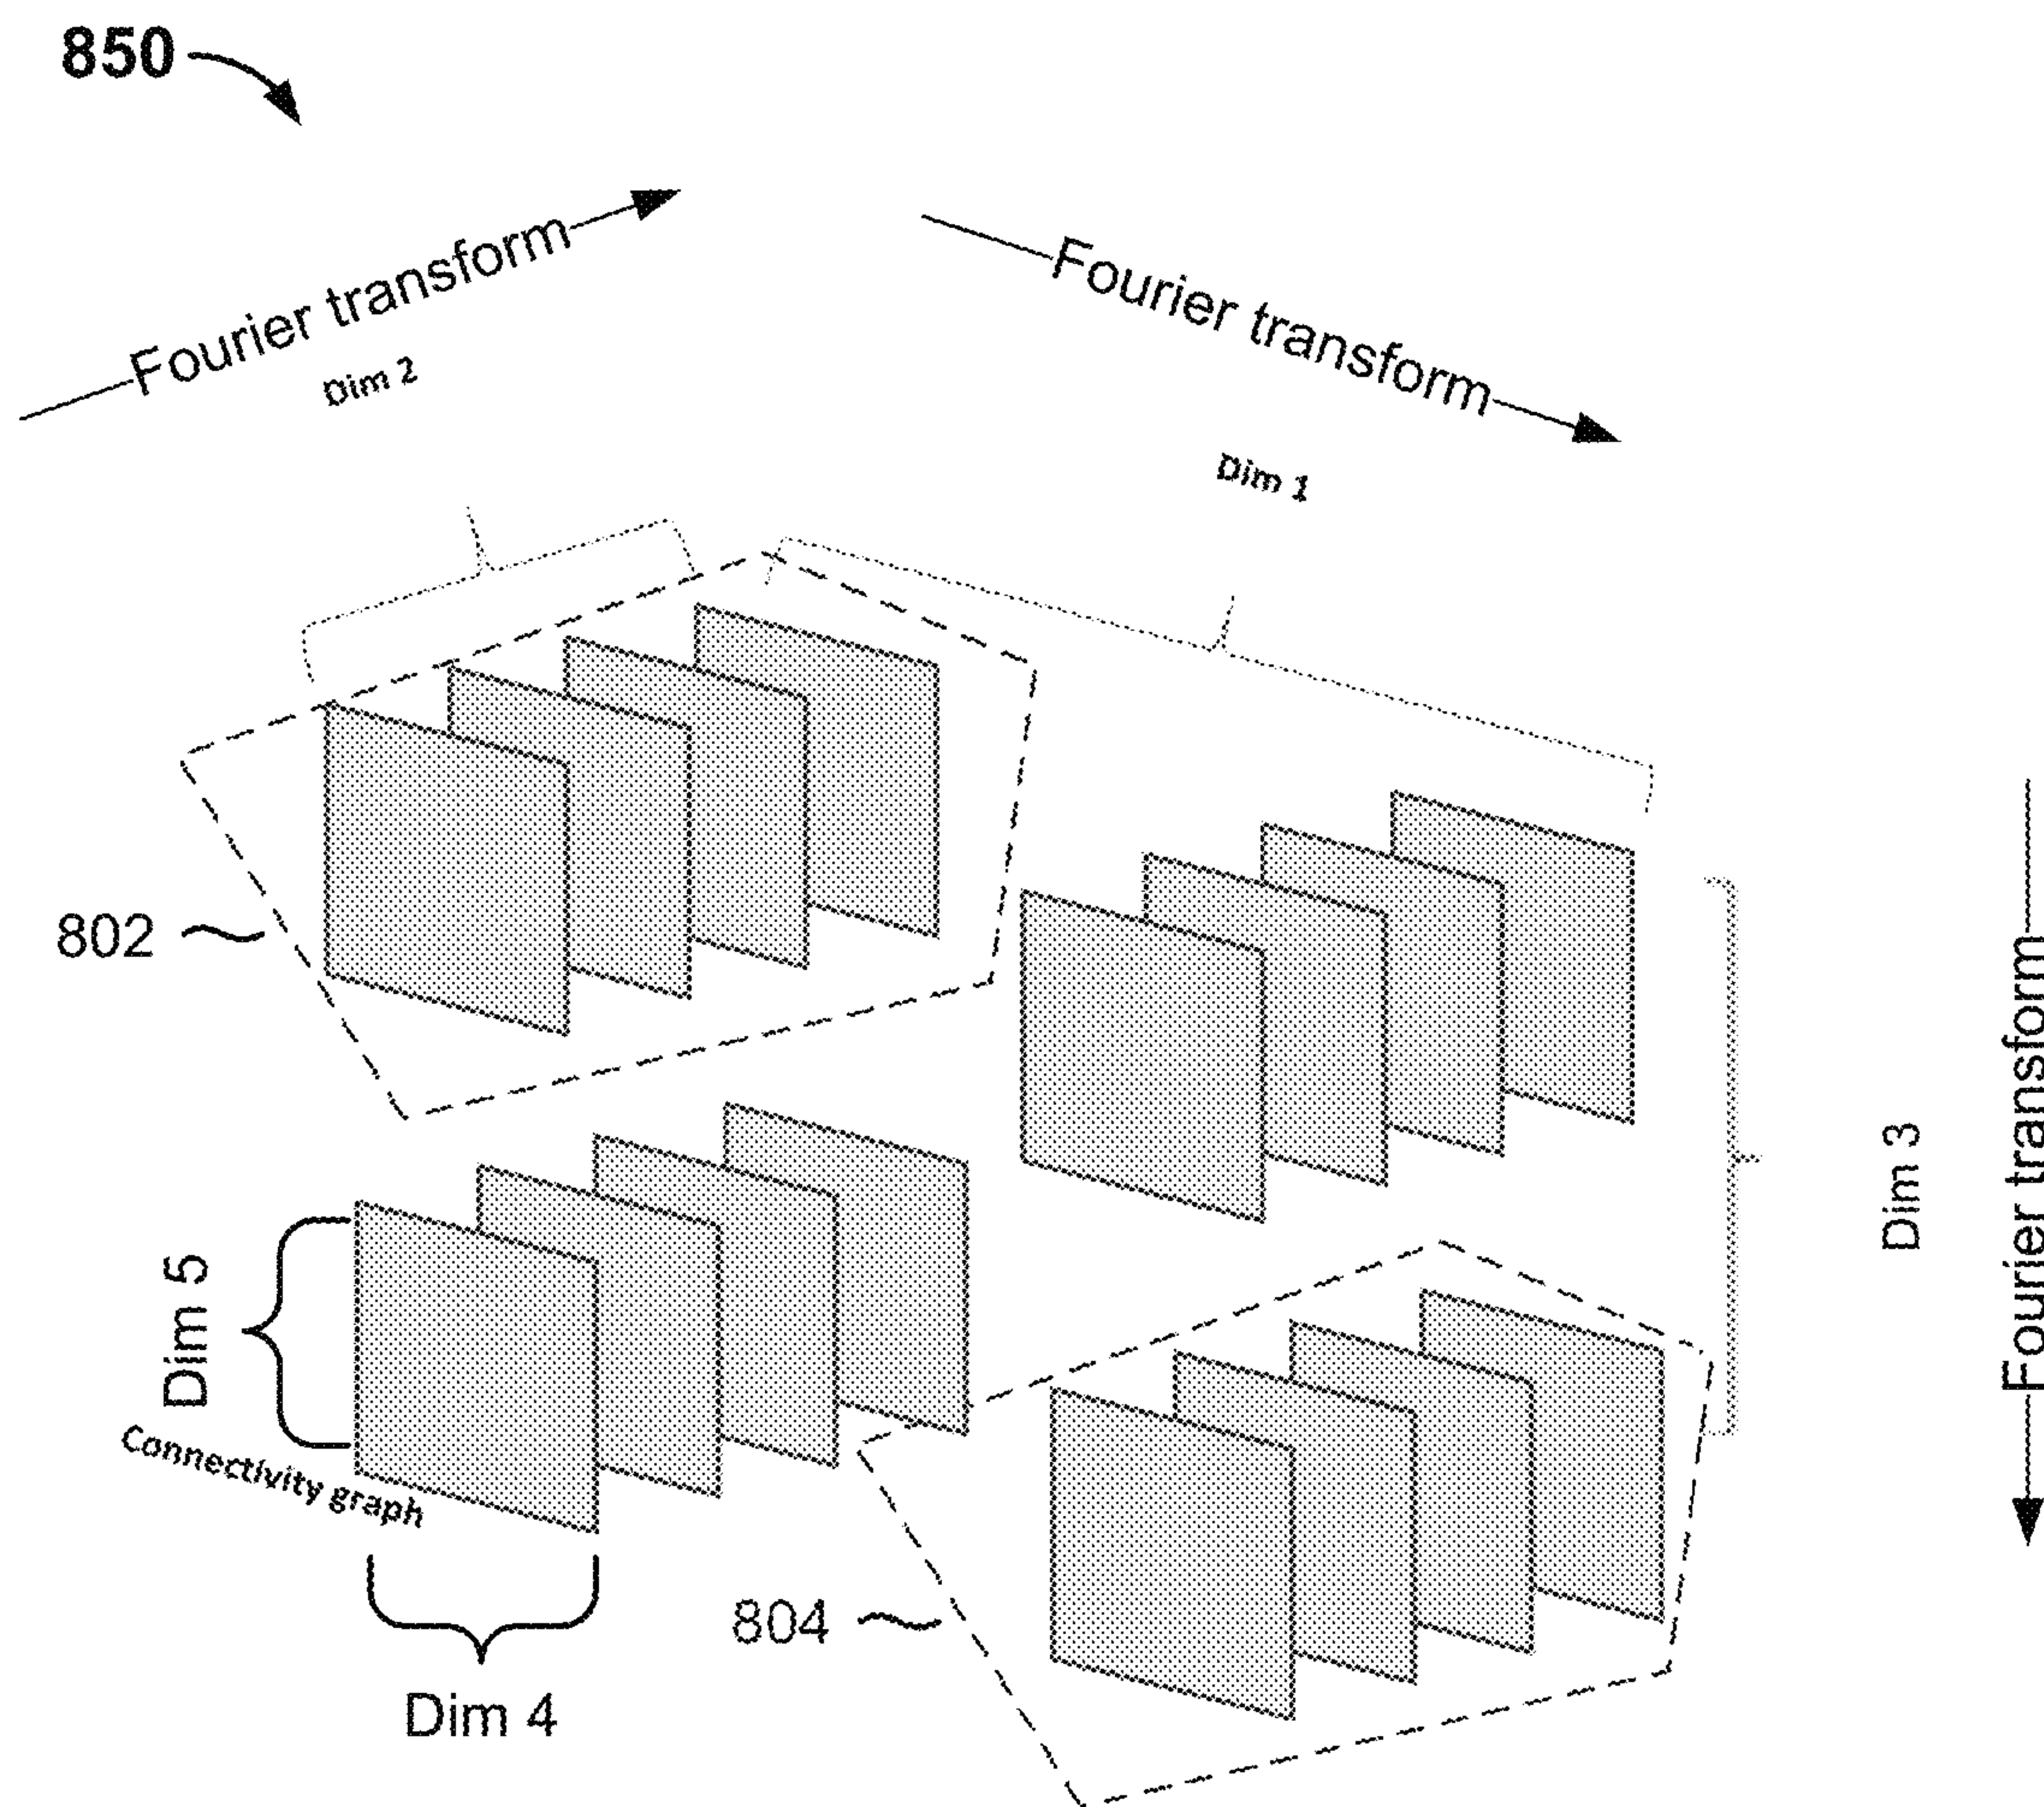 850
Fourier transform
Dim 2
Fourier transform
Dim 1
802
Dim 3
Fourier transform
Dim 5
Connectivity graph
804
Dim 4